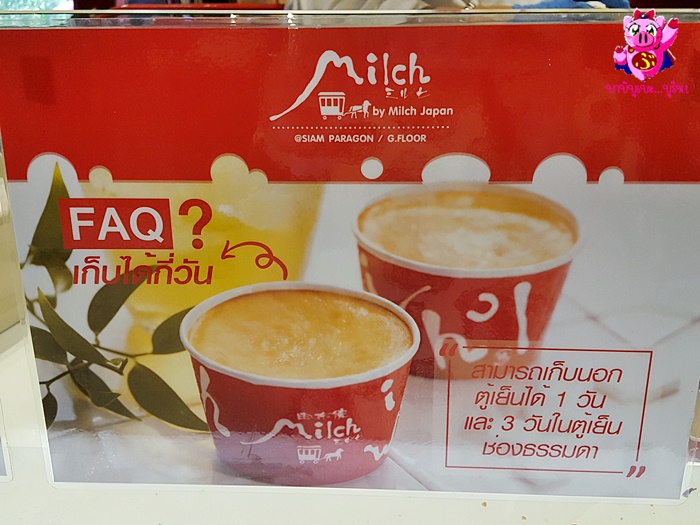 Milch
by Milch Japan
@SIAM PARAGON / G.FLOOR
FAQ?
เก็บได้กี่วัน
สามารถเก็บนอก
ตู้เย็นได้ 1 วัน
และ 3 วันในตู้เย็น
ช่องธรรมดา
Milch